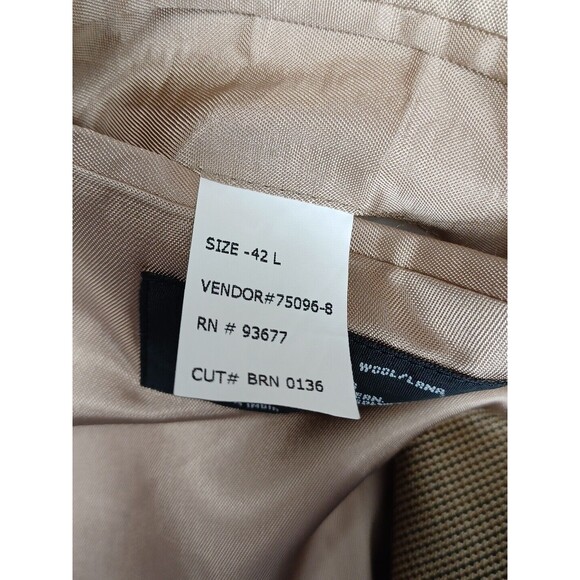 SIZE -42 L
VENDOR#75096-8
RN # 93677
CUT# BRN 0136
WOOL/LANA